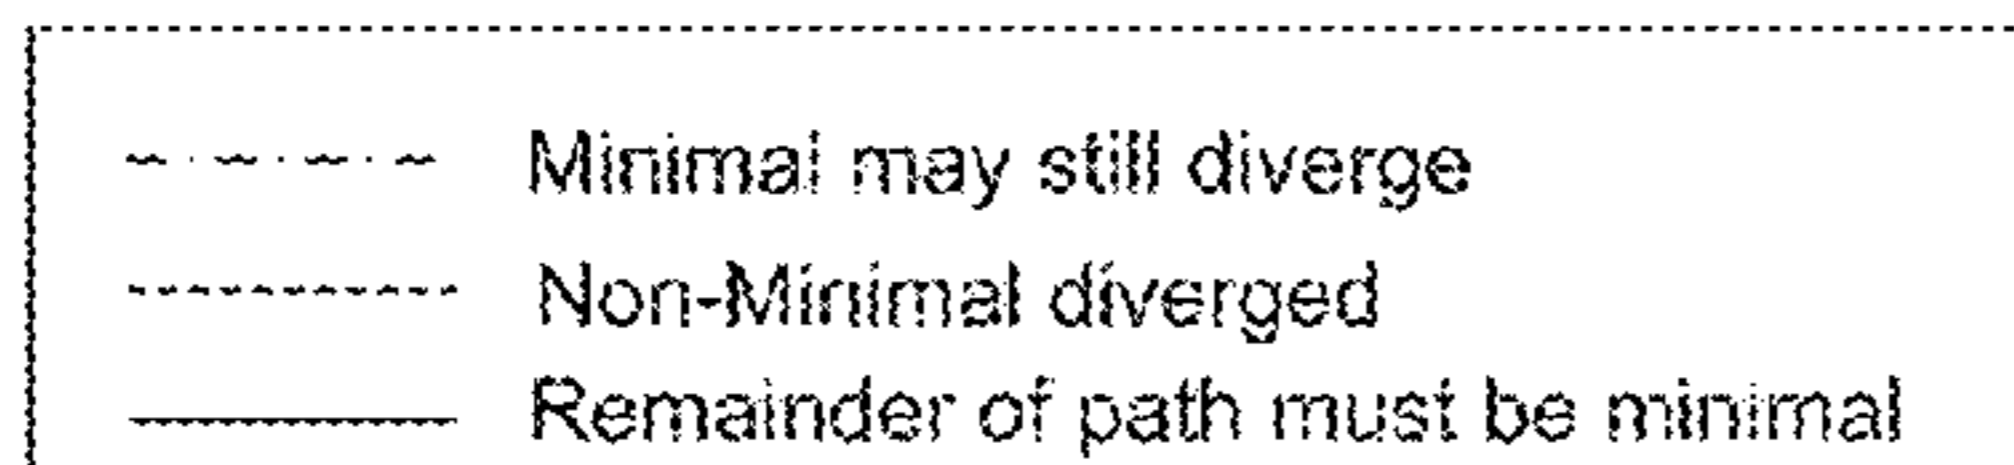 Minimal may still diverge
Non-Minimal diverged
Remainder of path must be minimal